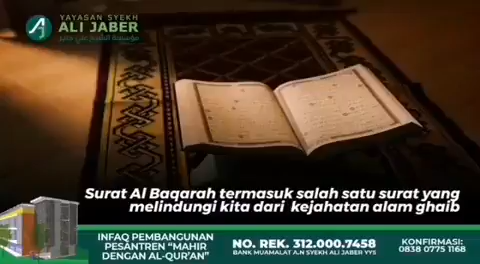 YAYASAN SYEKH
ALI JABER
Surat Al Baqarah termasuk salah satu surat yang
melindungi kita dari kejahatan alam ghaib
INFAQ PEMBANGUNAN
PESANTREN “MAHIR
DENGAN AL-QUR’AN”
NO. REK. 312.000.7458
BANK MUAMALAT A.N SYEKH ALI JABER YYS
KONFIRMASI:
0838 0775 1168